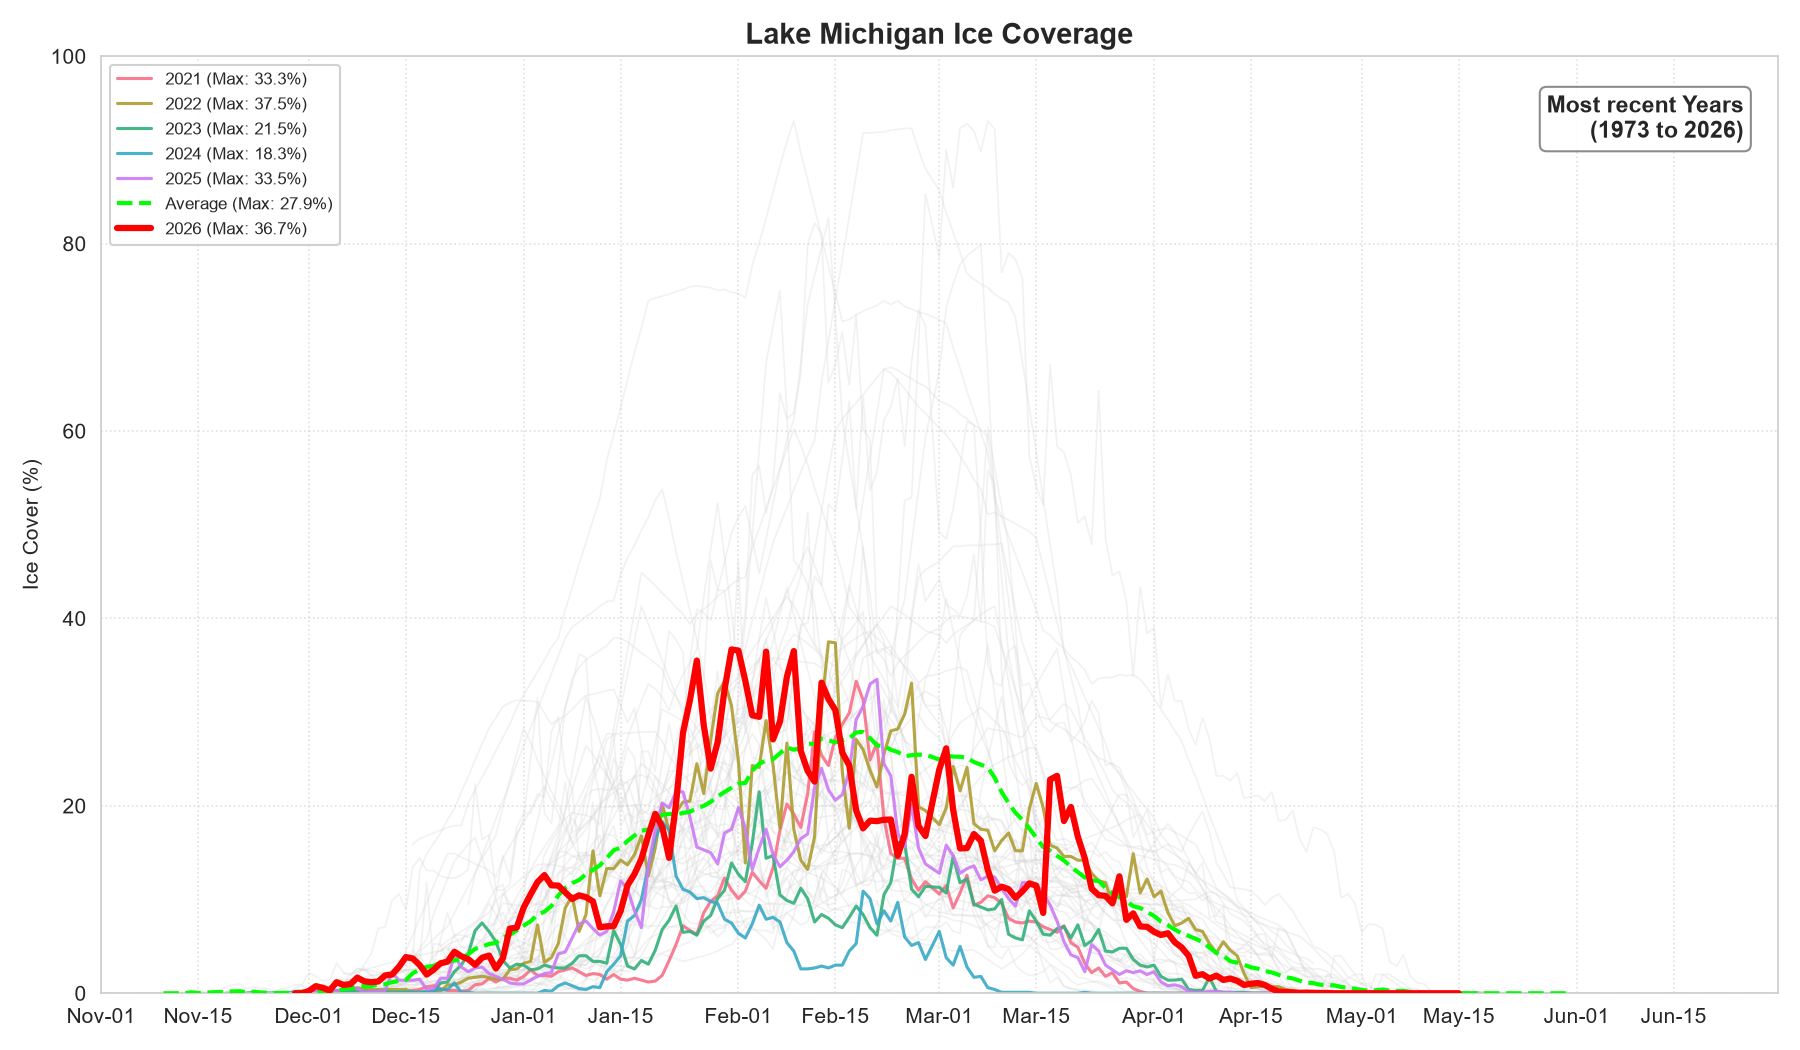 Lake Michigan Ice Coverage
100
80
60
40
20
0
Ice Cover (%)
2021 (Max: 33.3%)
2022 (Max: 37.5%)
2023 (Max: 21.5%)
2024 (Max: 18.3%)
2025 (Max: 33.5%)
Average (Max: 27.9%)
2026 (Max: 36.7%)
Most recent Years
(1973 to 2026)
Nov-01 Nov-15 Dec-01 Dec-15 Jan-01 Jan-15 Feb-01 Feb-15 Mar-01 Mar-15 Apr-01 Apr-15 May-01 May-15 Jun-01 Jun-15